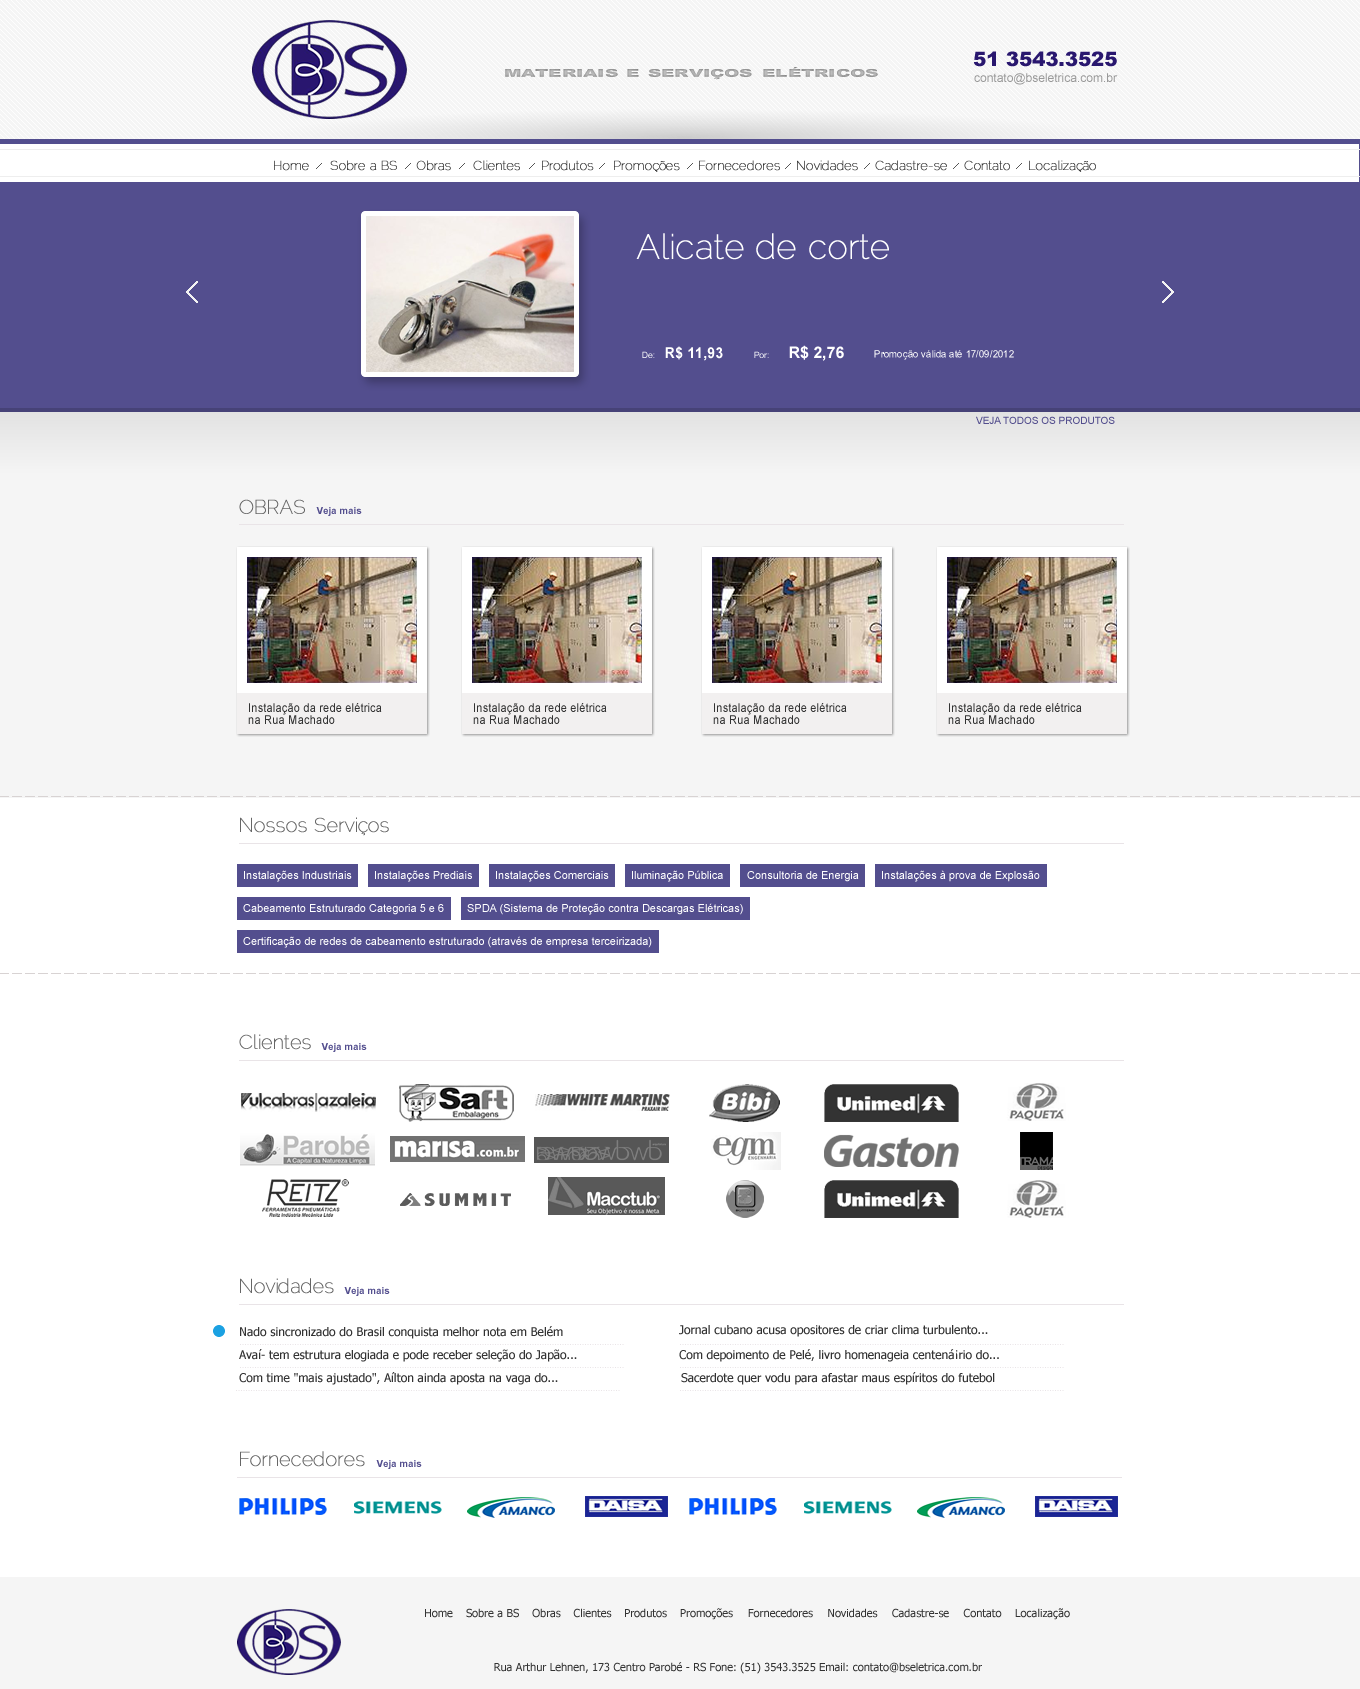 BS
MATERIAIS E SERVIÇOS ELÉTRICOS
51 3543.3525
contato@bseletrica.com.br
Home / Sobre a BS / Obras / Clientes / Produtos / Promoções / Fornecedores / Novidades / Cadastre-se / Contato / Localização
Alicate de corte
De: R$ 11,93 Por: R$ 2,76 Promoção válida até 17/09/2012
VEJA TODOS OS PRODUTOS
OBRAS Veja mais
Instalação da rede elétrica
na Rua Machado
Instalação da rede elétrica
na Rua Machado
Instalação da rede elétrica
na Rua Machado
Instalação da rede elétrica
na Rua Machado
Nossos Serviços
Instalações Industriais Instalações Prediais Instalações Comerciais Iluminação Pública Consultoria de Energia Instalações à prova de Explosão
Cabeamento Estruturado Categoria 5 e 6 SPDA (Sistema de Proteção contra Descargas Elétricas)
Certificação de redes de cabeamento estruturado (através de empresa terceirizada)
Clientes Veja mais
Vulcabras|azaleia
Saft
Embalagens
WHITE MARTINS
PRAXAIR INC
Bibi
Unimed
PAQUETÁ
Parobé
A Capital da Natureza Limpa
marisa.com.br
egm
ENGENHARIA
Gaston
TRAMA
REITZ®
FERRAMENTAS PNEUMÁTICAS
Reitz Indústria Mecânica Ltda
SUMMIT
Macctub
Seu Objetivo é nossa Meta
Unimed
PAQUETÁ
Novidades Veja mais
Nado sincronizado do Brasil conquista melhor nota em Belém
Avaí- tem estrutura elogiada e pode receber seleção do Japão...
Com time "mais ajustado", Aílton ainda aposta na vaga do...
Jornal cubano acusa opositores de criar clima turbulento...
Com depoimento de Pelé, livro homenageia centenáirio do...
Sacerdote quer vodu para afastar maus espíritos do futebol
Fornecedores Veja mais
PHILIPS SIEMENS AMANCO DAISA PHILIPS SIEMENS AMANCO DAISA
BS
Home Sobre a BS Obras Clientes Produtos Promoções Fornecedores Novidades Cadastre-se Contato Localização
Rua Arthur Lehnen, 173 Centro Parobé - RS Fone: (51) 3543.3525 Email: contato@bseletrica.com.br